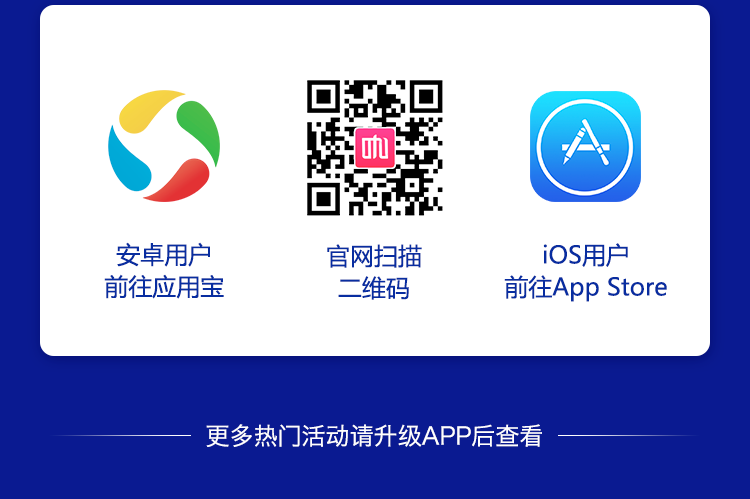 咖
安卓用户
前往应用宝
官网扫描
二维码
iOS用户
前往App Store
更多热门活动请升级APP后查看